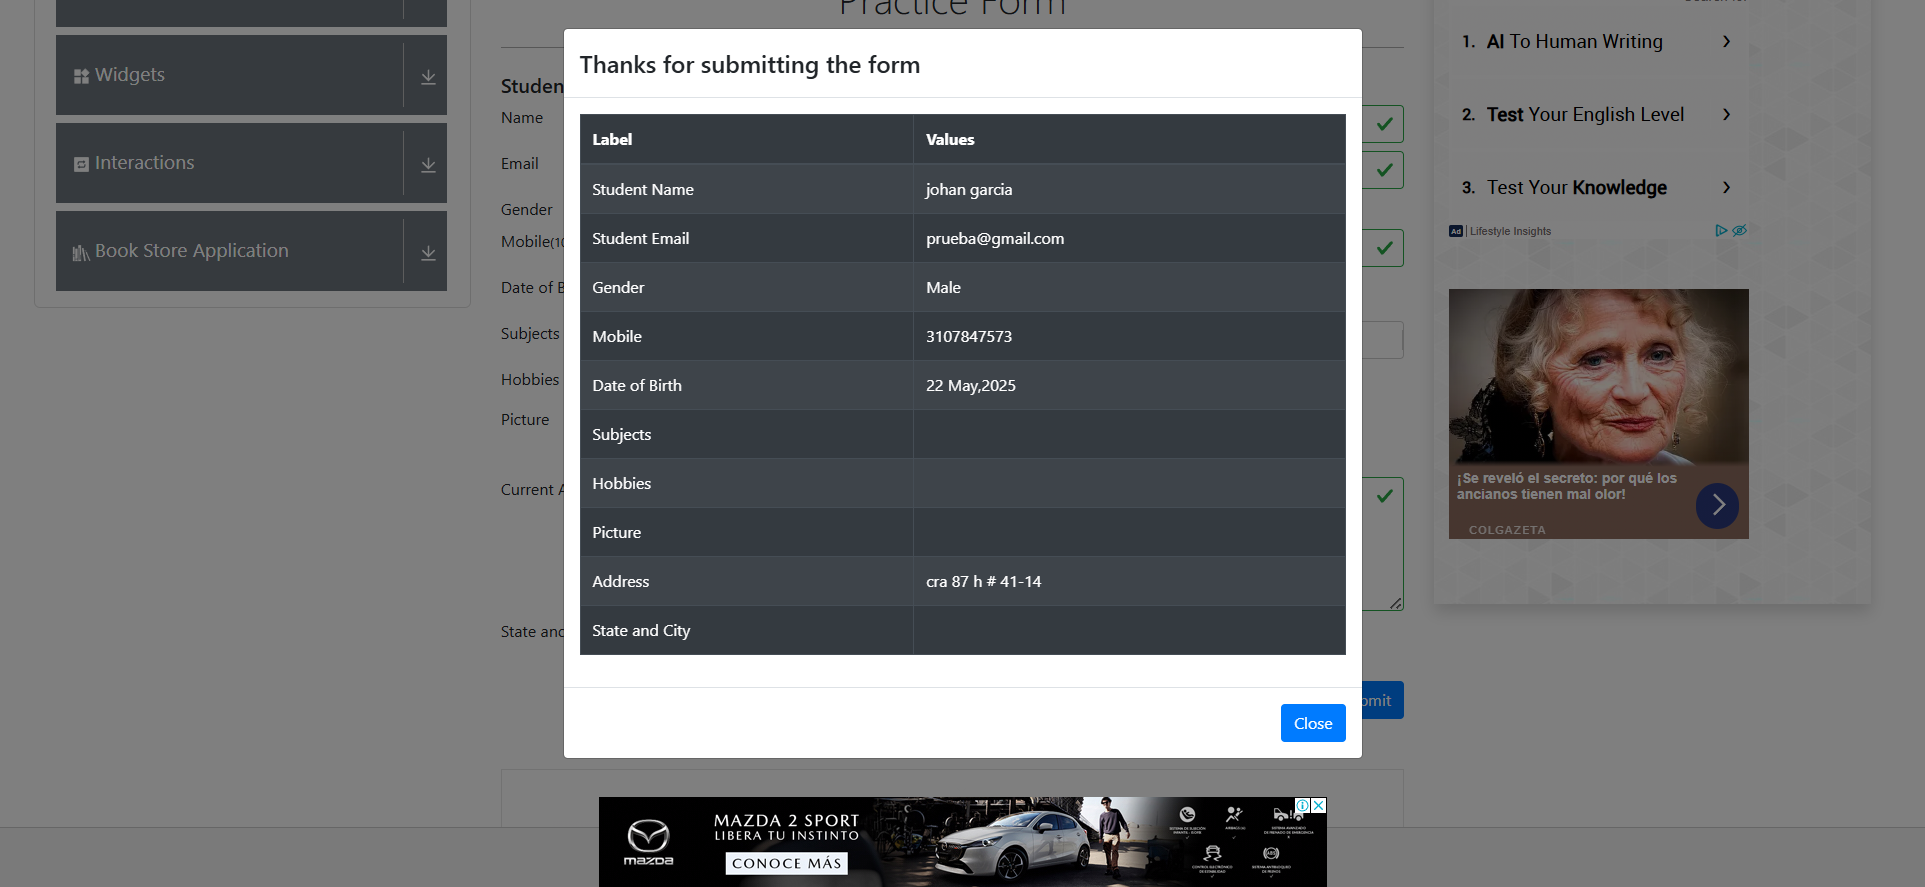 Practice Form
Widgets
Interactions
Book Store Application
Studen
Name
Email
Gender
Mobile(10
Date of B
Subjects
Hobbies
Picture
Current A
State and
Thanks for submitting the form
Label Values
Student Name johan garcia
Student Email prueba@gmail.com
Gender Male
Mobile 3107847573
Date of Birth 22 May,2025
Subjects
Hobbies
Picture
Address cra 87 h # 41-14
State and City
Close
bmit
1. AI To Human Writing
2. Test Your English Level
3. Test Your Knowledge
Ad | Lifestyle Insights
¡Se reveló el secreto: por qué los
ancianos tienen mal olor!
COLGAZETA
mazda
MAZDA 2 SPORT
LIBERA TU INSTINTO
CONOCE MÁS